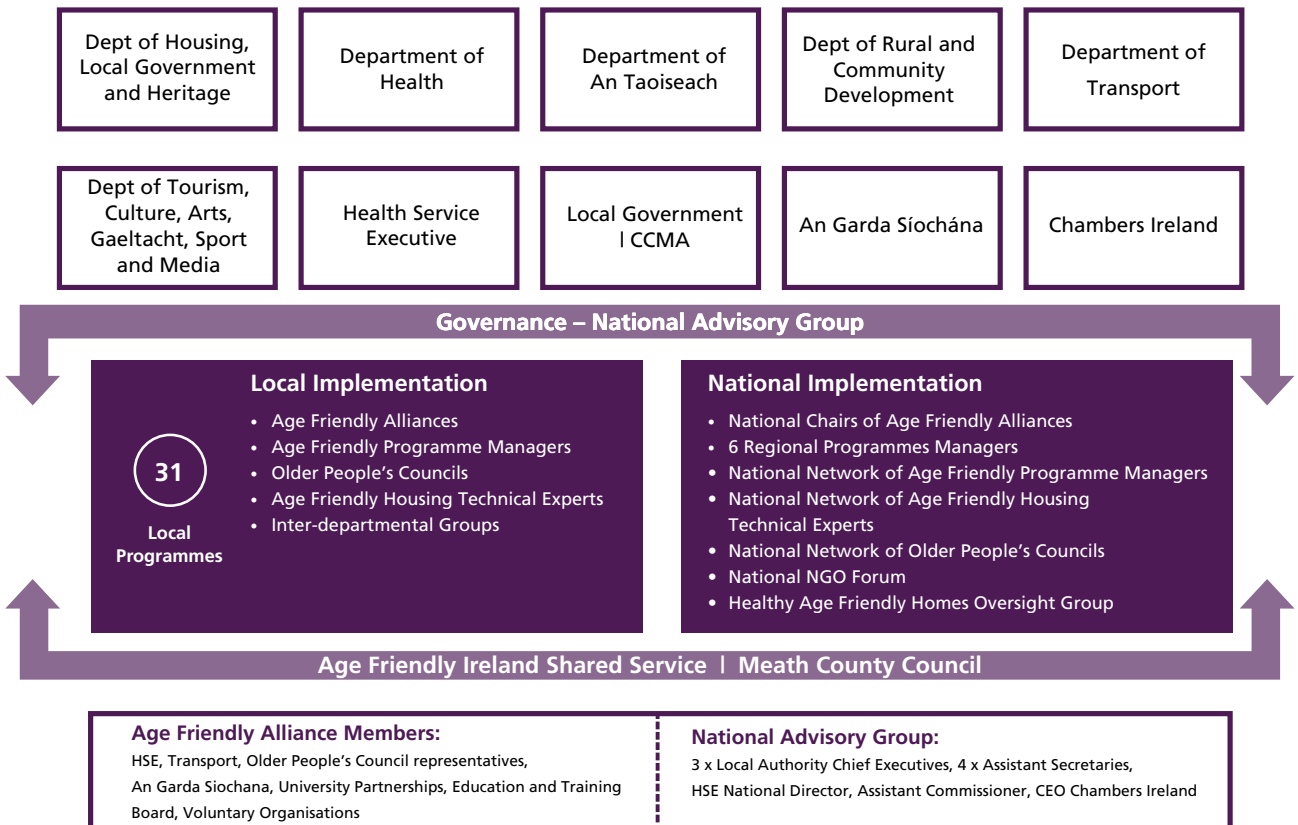 Dept of Housing,
Local Government
and Heritage
Department of
Health
Department of
An Taoiseach
Dept of Rural and
Community
Development
Department of
Transport
Dept of Tourism,
Culture, Arts,
Gaeltacht, Sport
and Media
Health Service
Executive
Local Government
| CCMA
An Garda Síochána
Chambers Ireland
Governance – National Advisory Group
31
Local
Programmes
Local Implementation
• Age Friendly Alliances
• Age Friendly Programme Managers
• Older People’s Councils
• Age Friendly Housing Technical Experts
• Inter-departmental Groups
National Implementation
• National Chairs of Age Friendly Alliances
• 6 Regional Programmes Managers
• National Network of Age Friendly Programme Managers
• National Network of Age Friendly Housing
Technical Experts
• National Network of Older People’s Councils
• National NGO Forum
• Healthy Age Friendly Homes Oversight Group
Age Friendly Ireland Shared Service | Meath County Council
Age Friendly Alliance Members:
HSE, Transport, Older People’s Council representatives,
An Garda Siochana, University Partnerships, Education and Training
Board, Voluntary Organisations
National Advisory Group:
3 x Local Authority Chief Executives, 4 x Assistant Secretaries,
HSE National Director, Assistant Commissioner, CEO Chambers Ireland